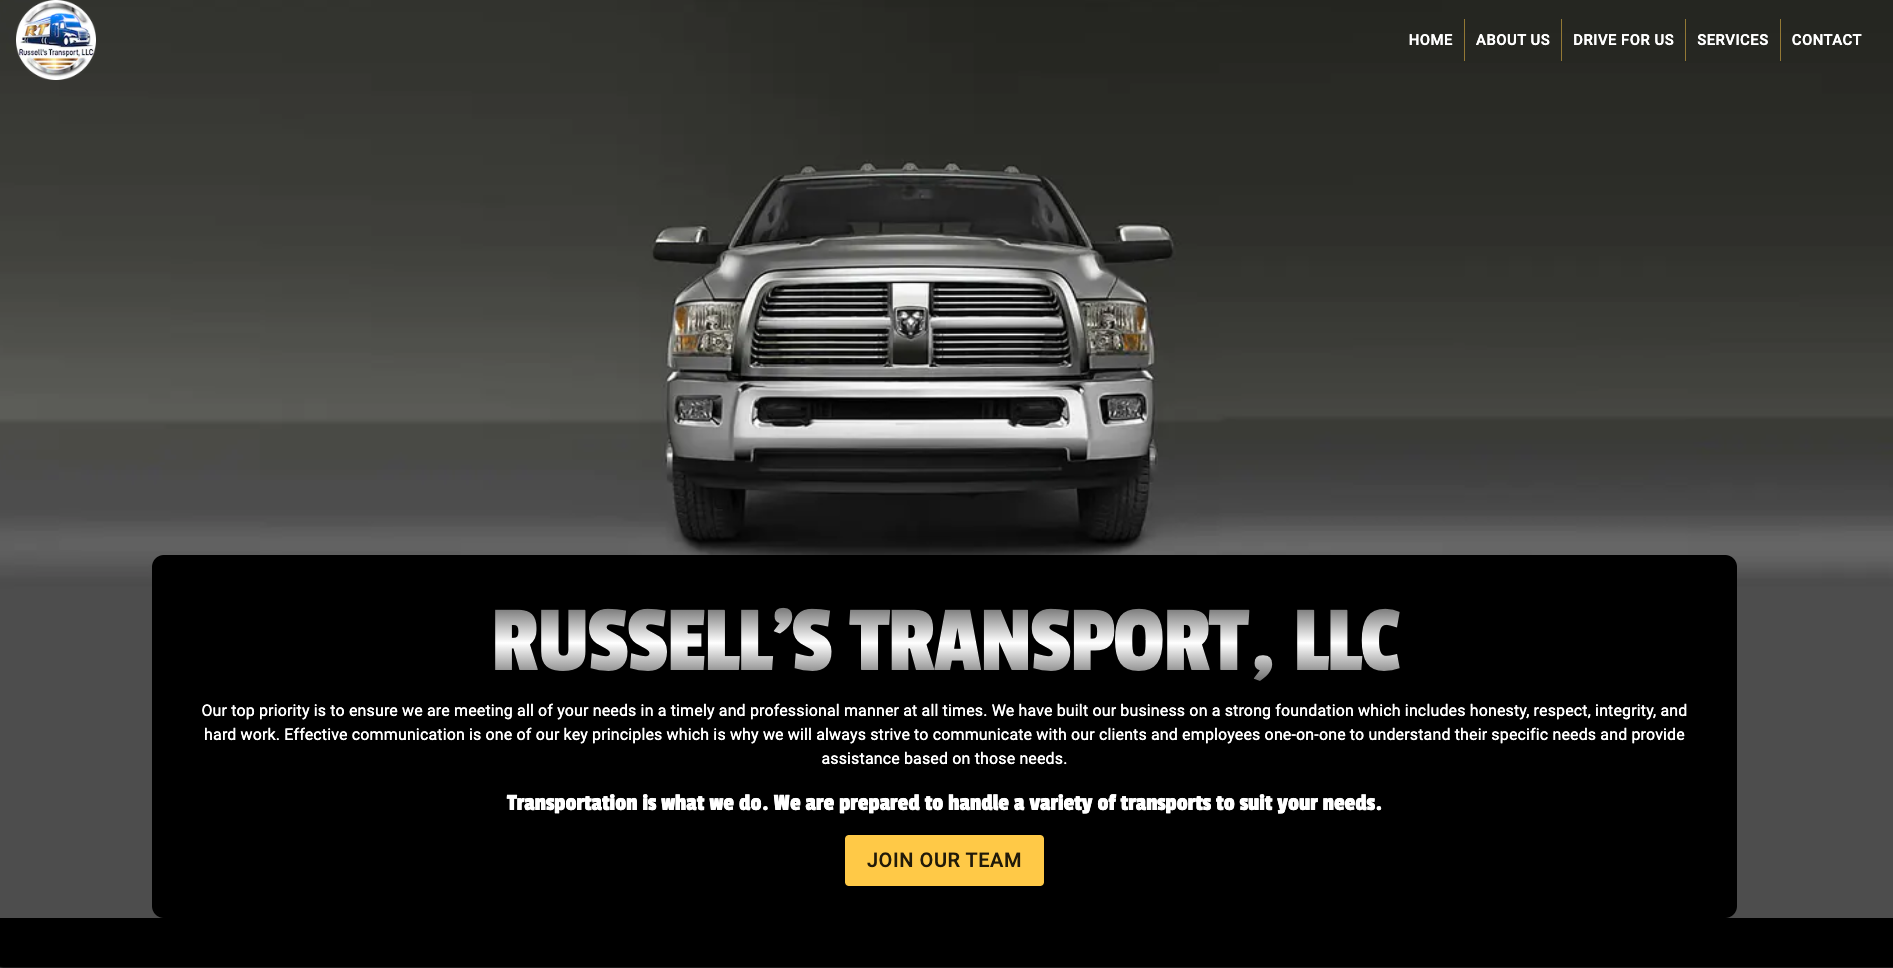 RT
Russell's Transport, LLC
HOME
ABOUT US
DRIVE FOR US
SERVICES
CONTACT
RUSSELL’S TRANSPORT, LLC
Our top priority is to ensure we are meeting all of your needs in a timely and professional manner at all times. We have built our business on a strong foundation which includes honesty, respect, integrity, and
hard work. Effective communication is one of our key principles which is why we will always strive to communicate with our clients and employees one-on-one to understand their specific needs and provide
assistance based on those needs.
Transportation is what we do. We are prepared to handle a variety of transports to suit your needs.
JOIN OUR TEAM